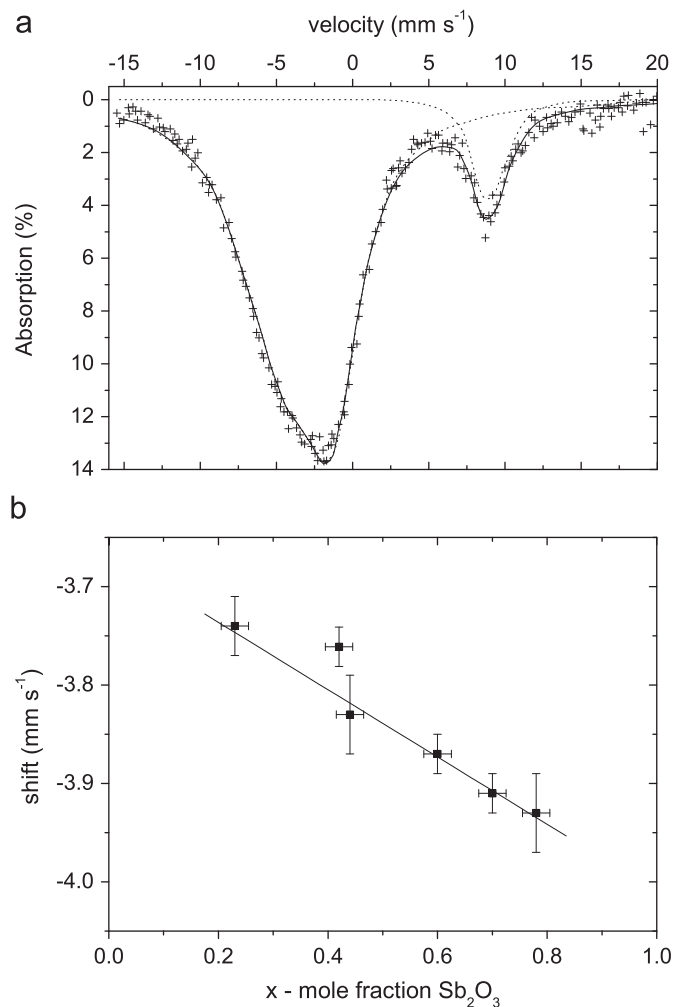 a
velocity (mm s⁻¹)
-15 -10 -5 0 5 10 15 20
0
2
4
6
8
10
12
14
Absorption (%)
b
-3.7
-3.8
-3.9
-4.0
shift (mm s⁻¹)
0.0 0.2 0.4 0.6 0.8 1.0
x - mole fraction Sb₂O₃